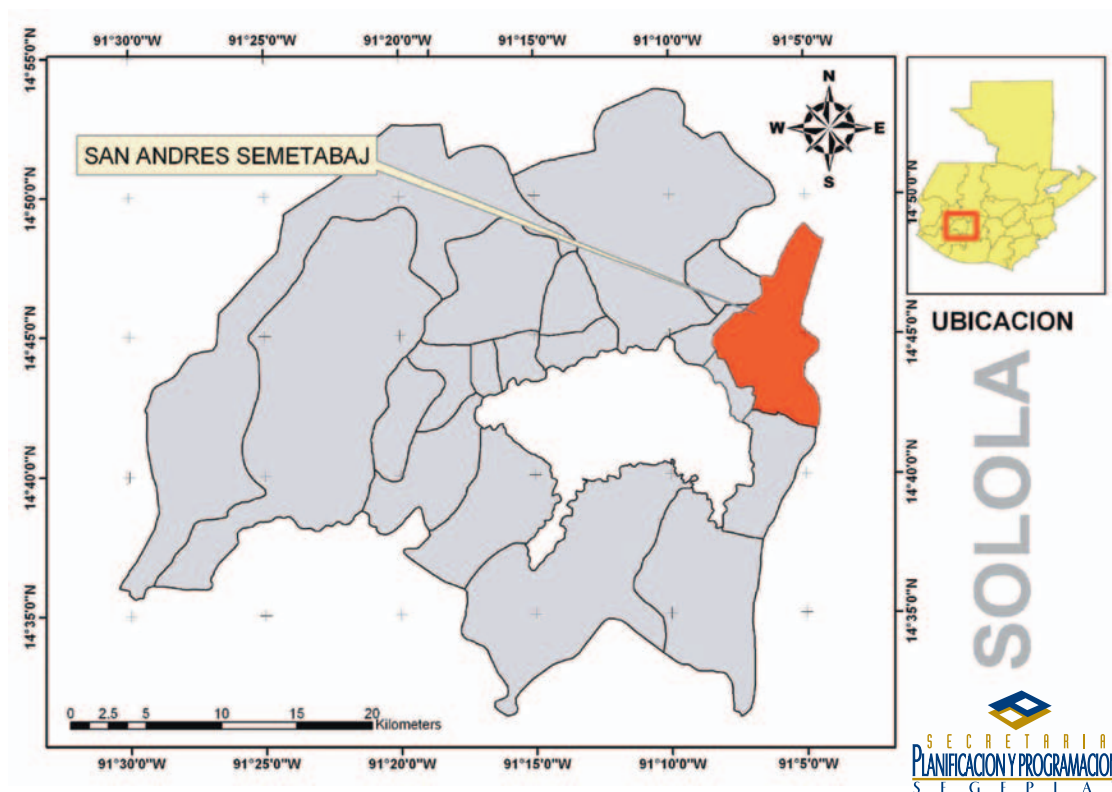 91°30'0"W 91°25'0"W 91°20'0"W 91°15'0"W 91°10'0"W 91°5'0"W
14°55'0"N
N
W E
S
SAN ANDRES SEMETABAJ
14°50'0"N 14°50'0"N
14°45'0"N 14°45'0"N
UBICACION
SOLOLA
14°40'0"N 14°40'0"N
14°35'0"N 14°35'0"N
0 2.5 5 10 15 20
Kilometers
91°30'0"W 91°25'0"W 91°20'0"W 91°15'0"W 91°10'0"W 91°5'0"W
SECRETARIA
PLANIFICACION Y PROGRAMACIO
SEGEPLA